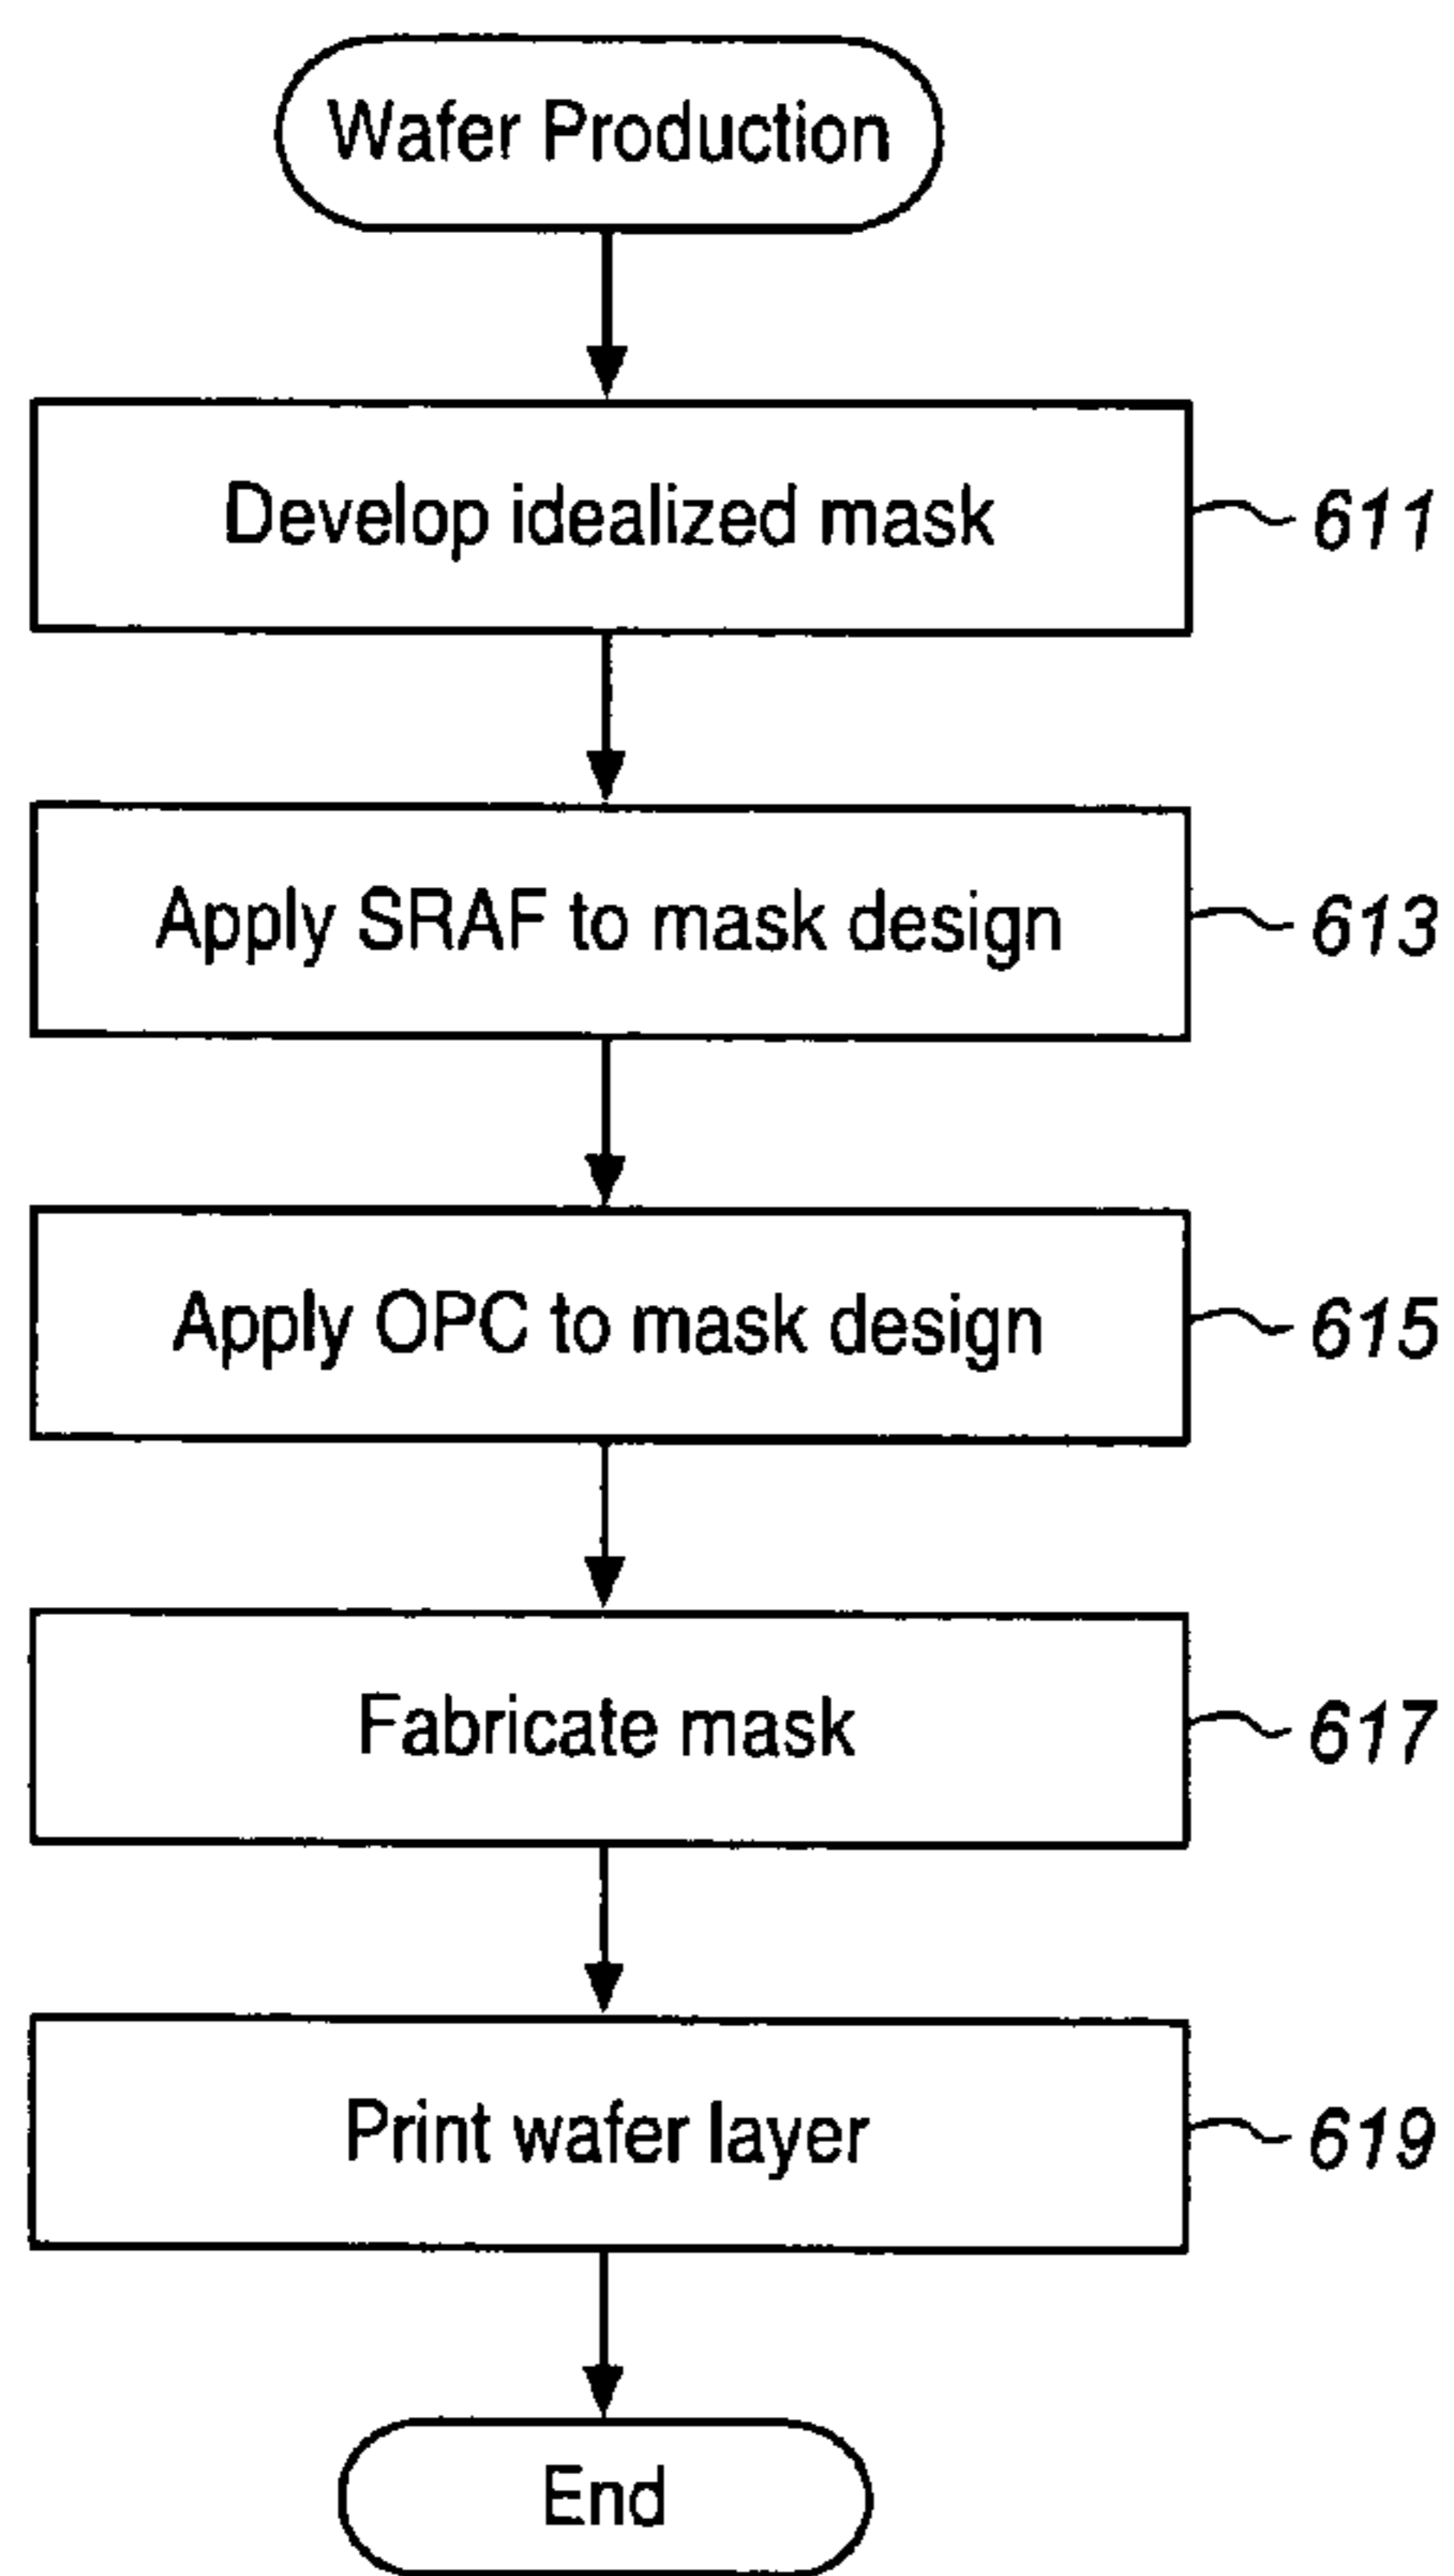 Wafer Production
Develop idealized mask
611
Apply SRAF to mask design
613
Apply OPC to mask design
615
Fabricate mask
617
Print wafer layer
619
End